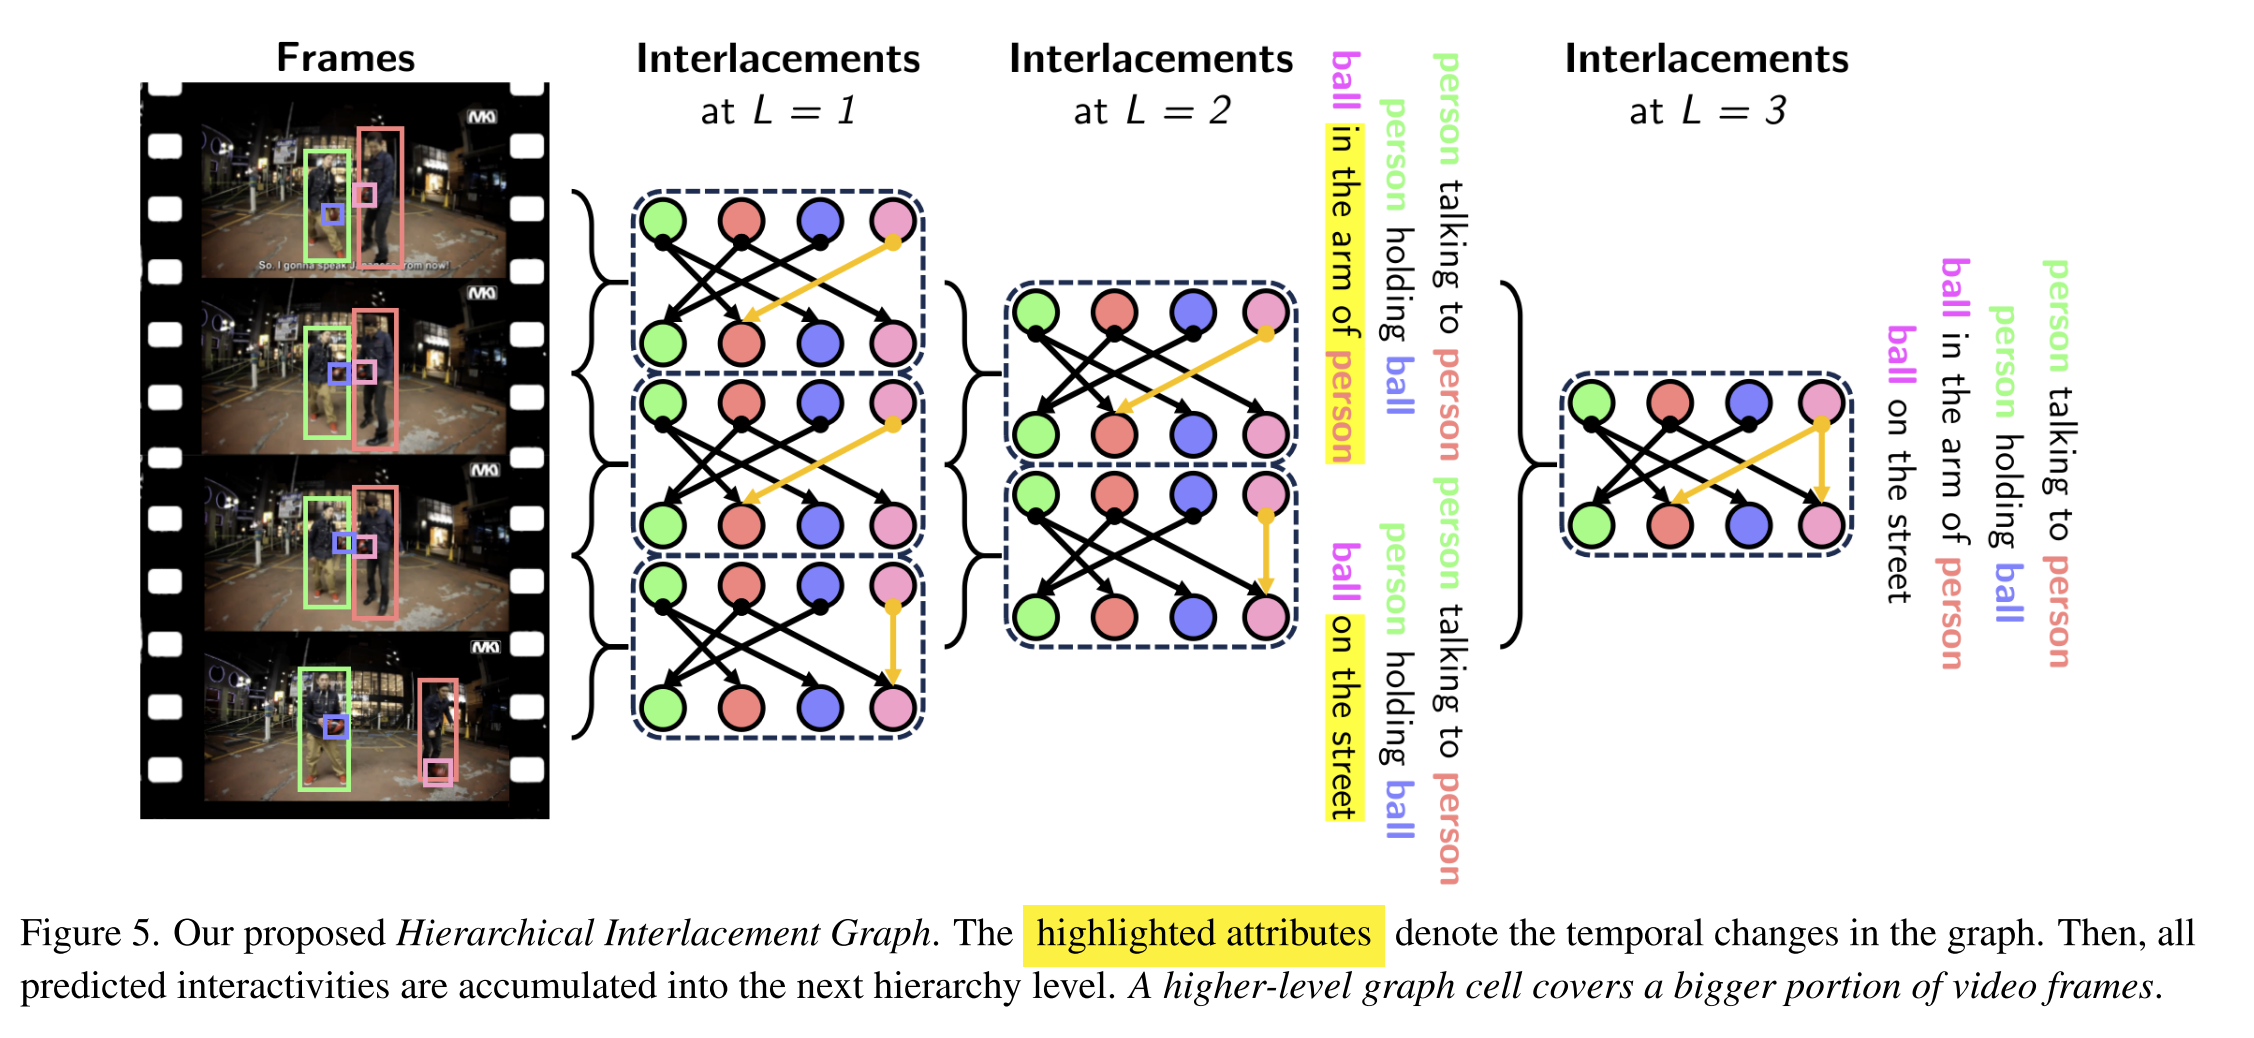 Frames
Interlacements
at L = 1
Interlacements
at L = 2
Interlacements
at L = 3
MKI
So, I gonna speak Japanese from now!
MKI
MKI
MKI
person talking to person
person holding ball
ball in the arm of person
person talking to person
person holding ball
ball on the street
person talking to person
person holding ball
ball in the arm of person
ball on the street
Figure 5. Our proposed Hierarchical Interlacement Graph. The highlighted attributes denote the temporal changes in the graph. Then, all
predicted interactivities are accumulated into the next hierarchy level. A higher-level graph cell covers a bigger portion of video frames.